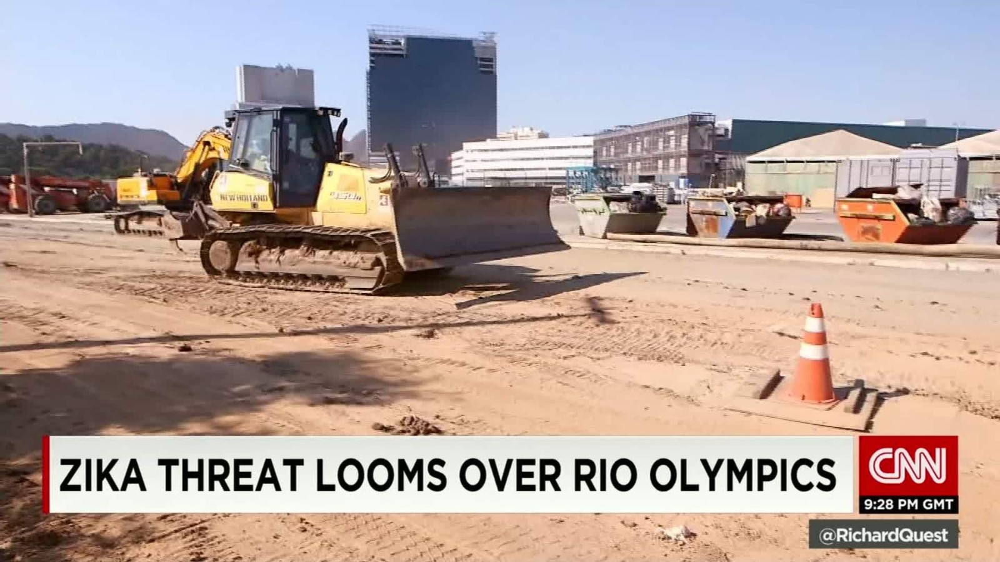 NEW HOLLAND
ZIKA THREAT LOOMS OVER RIO OLYMPICS
CNN
9:28 PM GMT
@RichardQuest